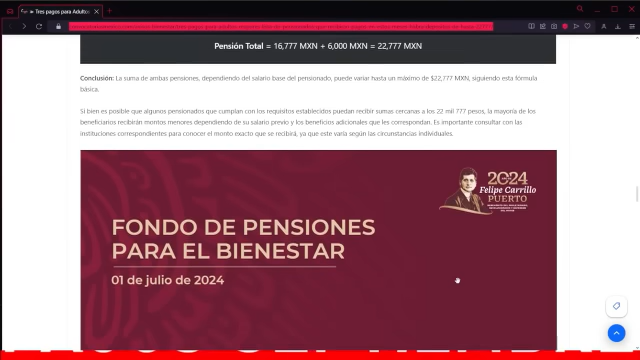 Tres pagos para Adultos
Pensión Total = 16,777 MXN + 6,000 MXN = 22,777 MXN
Conclusión: La suma de ambas pensiones, dependiendo del salario base del pensionado, puede variar hasta un máximo de $22,777 MXN, siguiendo esta fórmula
básica.
Si bien es posible que algunos pensionados que cumplan con los requisitos establecidos puedan recibir sumas cercanas a los 22 mil 777 pesos, la mayoría de los
beneficiarios recibirán montos menores dependiendo de su salario previo y los beneficios adicionales que les correspondan. Es importante consultar con las
instituciones correspondientes para conocer el monto exacto que se recibirá, ya que este varía según las circunstancias individuales.
2024
Felipe Carrillo
PUERTO
FONDO DE PENSIONES
PARA EL BIENESTAR
01 de julio de 2024